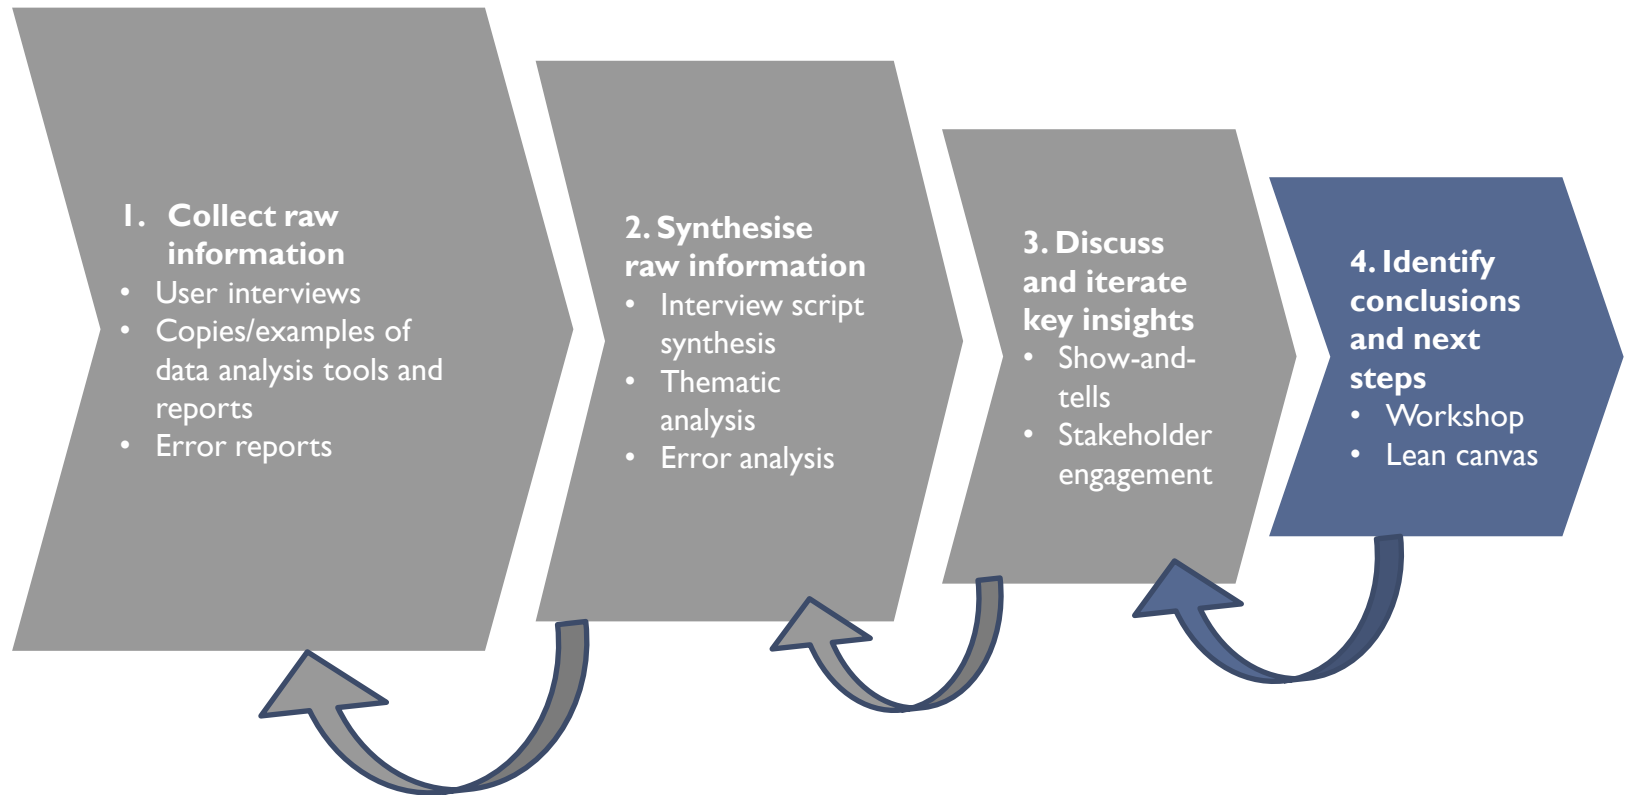 1. Collect raw
information
• User interviews
• Copies/examples of
data analysis tools and
reports
• Error reports
2. Synthesise
raw information
• Interview script
synthesis
• Thematic
analysis
• Error analysis
3. Discuss
and iterate
key insights
• Show-and-
tells
• Stakeholder
engagement
4. Identify
conclusions
and next
steps
• Workshop
• Lean canvas